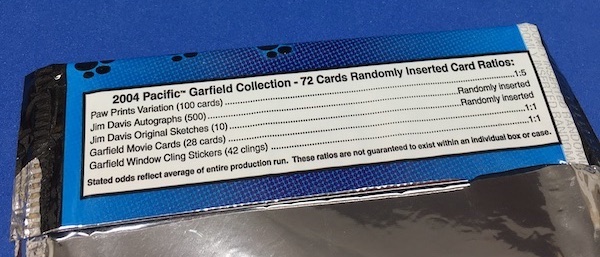 2004 Pacific™ Garfield Collection - 72 Cards Randomly Inserted Card Ratios:
Paw Prints Variation (100 cards) ........ 1:5
Jim Davis Autographs (500) ........ Randomly inserted
Jim Davis Original Sketches (10) ........ Randomly inserted
Garfield Movie Cards (28 cards) ........ 1:1
Garfield Window Cling Stickers (42 clings) ........ 1:1
Stated odds reflect average of entire production run. These ratios are not guaranteed to exist within an individual box or case.